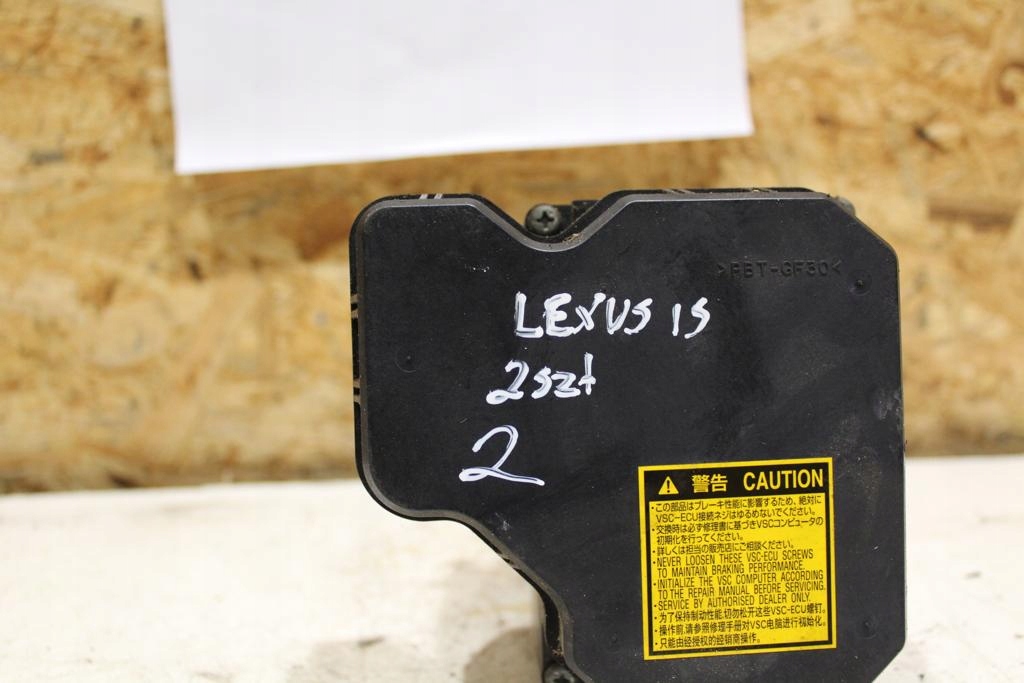 >PBT-GF30<
LEXUS IS
2szt
2
警告 CAUTION
・この部品はブレーキ性能に影響するため、絶対に
VSC-ECU接続ネジはゆるめないでください。
・交換時は必ず修理書に基づきVSCコンピュータの
初期化を行ってください。
・詳しくは担当の販売店にご相談ください。
・NEVER LOOSEN THESE VSC-ECU SCREWS
TO MAINTAIN BRAKING PERFORMANCE.
・INITIALIZE THE VSC COMPUTER ACCORDING
TO THE REPAIR MANUAL BEFORE SERVICING.
・SERVICE BY AUTHORISED DEALER ONLY.
・为了保持制动性能,切勿松开这些VSC-ECU螺钉。
・操作前,请参照修理手册对VSC电脑进行初始化。
・只能由经授权的经销商操作。